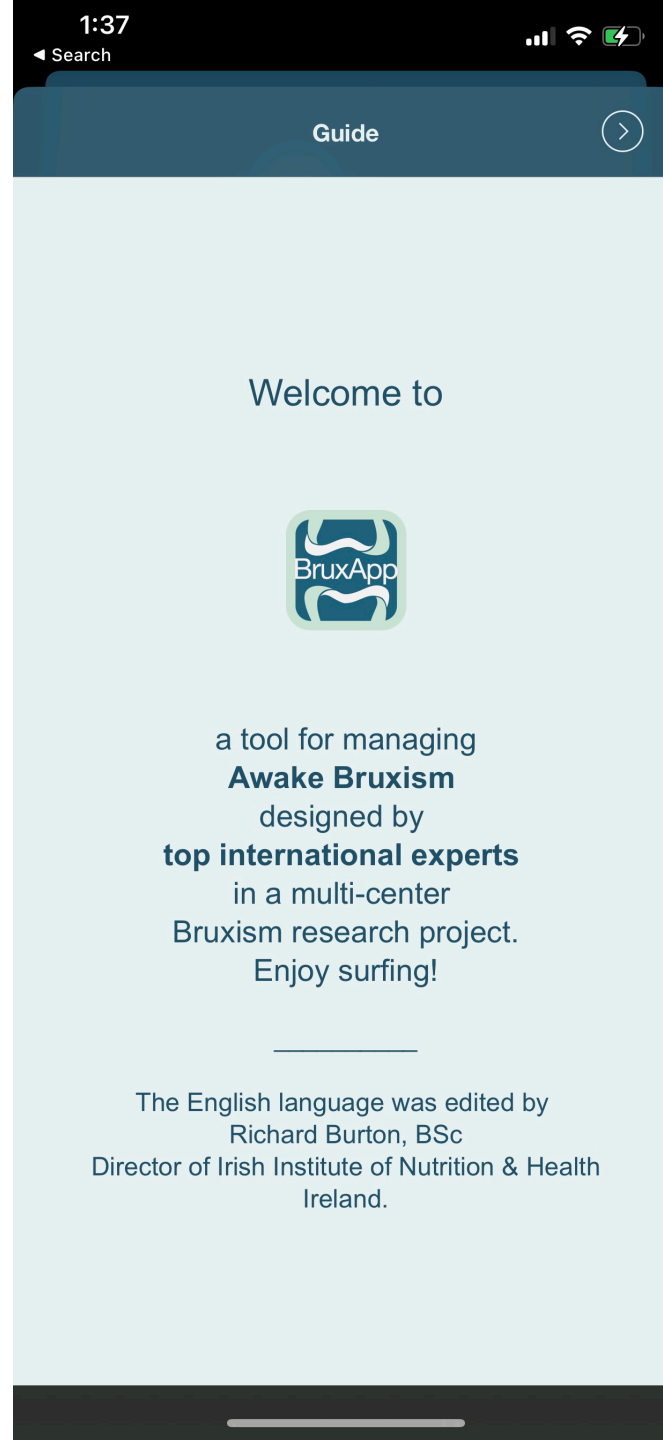 1:37
◀ Search
Guide
Welcome to
BruxApp
a tool for managing
Awake Bruxism
designed by
top international experts
in a multi-center
Bruxism research project.
Enjoy surfing!
__________
The English language was edited by
Richard Burton, BSc
Director of Irish Institute of Nutrition & Health
Ireland.